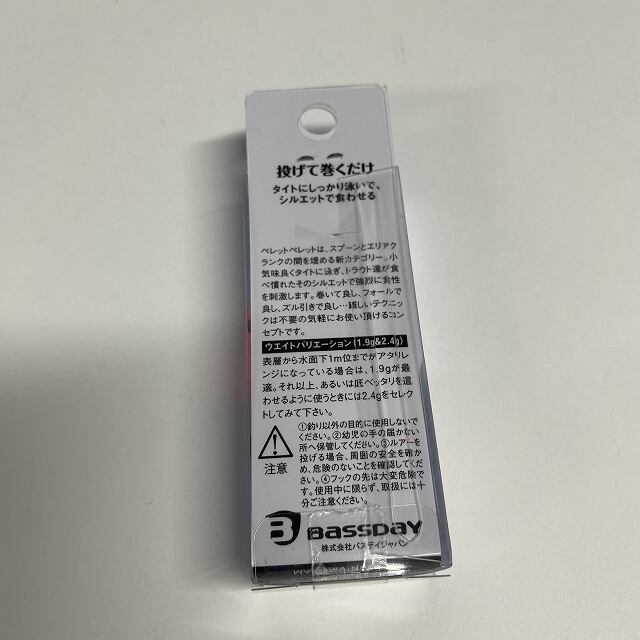 投げて巻くだけ
タイトにしっかり泳いで、
シルエットで食わせる
ペレットペレットは、スプーンとエリアク
ランクの間を埋める新カテゴリー。小
気味良くタイトに泳ぎ、トラウト達が食
べ慣れたそのシルエットで強烈に食性
を刺激します。巻いて良し、フォールで
良し、ズル引きで良し…難しいテクニッ
クは不要の気軽にお使い頂けるコン
セプトです。
ウエイトバリエーション(1.9g&2.4g)
表層から水面下1m位までがアタリレ
ンジになっている場合は、1.9gが最
適。それ以上、あるいは底ベッタリを這
わせるように使うときには2.4gをセレク
トしてみて下さい。
注意
①釣り以外の目的に使用しないで
ください。②幼児の手の届かない
所へ保管してください。③ルアーを
投げる場合、周囲の安全を確か
め、危険のないことを確認してくだ
さい。④フックの先は大変危険で
す。使用中に限らず、取扱には十
分ご注意ください。
BASSDAY
株式会社バスデイジャパン